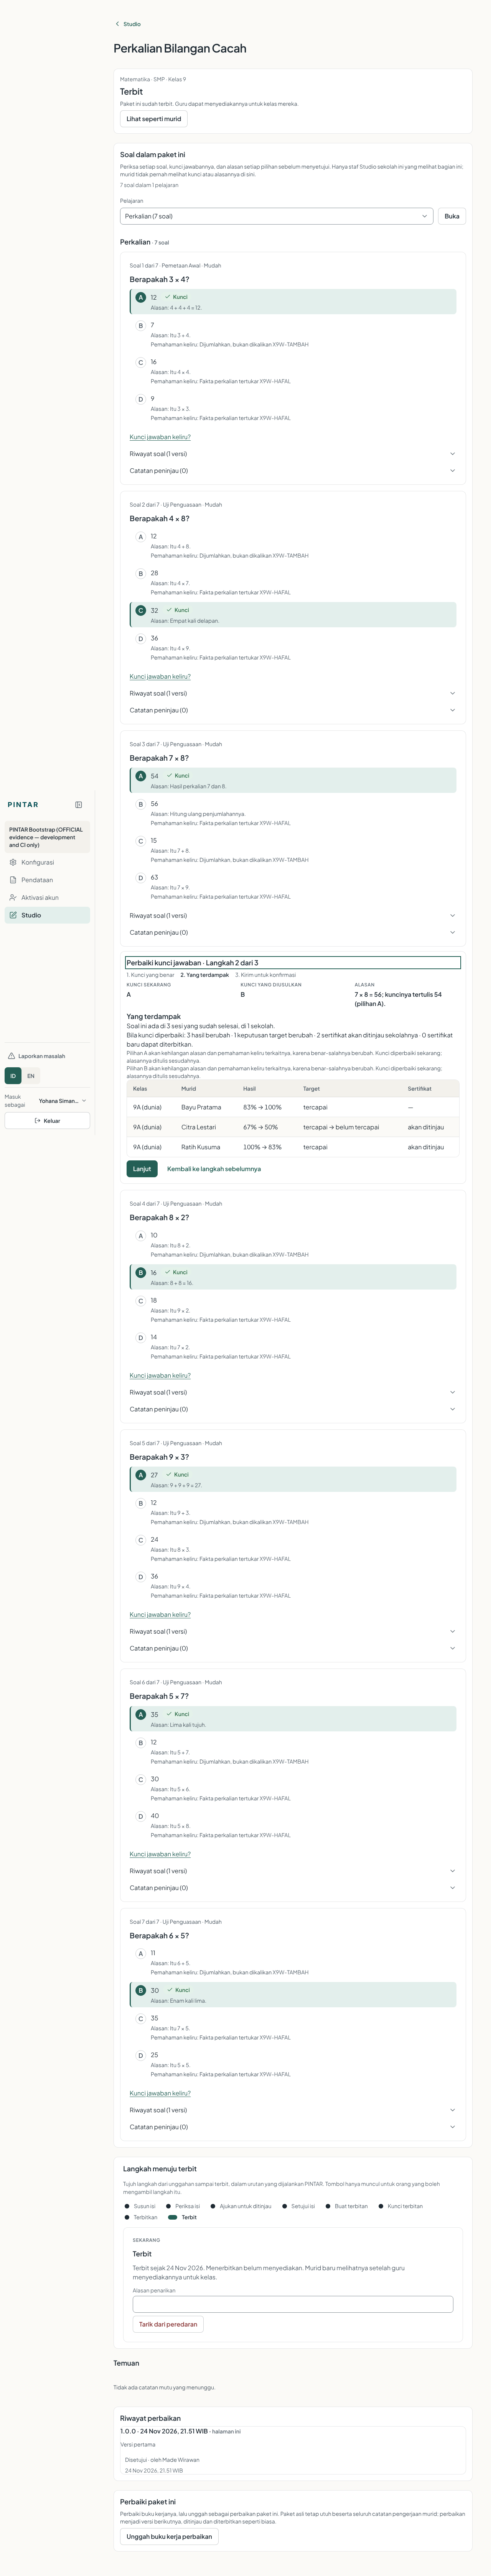 Studio
Perkalian Bilangan Cacah
Matematika · SMP · Kelas 9
Terbit
Paket ini sudah terbit. Guru dapat menyediakannya untuk kelas mereka.
Lihat seperti murid
Soal dalam paket ini
Periksa setiap soal, kunci jawabannya, dan alasan setiap pilihan sebelum menyetujui. Hanya staf Studio sekolah ini yang melihat bagian ini;
murid tidak pernah melihat kunci atau alasannya di sini.
7 soal dalam 1 pelajaran
Pelajaran
Perkalian (7 soal)
Buka
Perkalian · 7 soal
Soal 1 dari 7 · Pemetaan Awal · Mudah
Berapakah 3 × 4?
A 12 Kunci
Alasan: 4 + 4 + 4 = 12.
B 7
Alasan: Itu 3 + 4.
Pemahaman keliru: Dijumlahkan, bukan dikalikan X9W-TAMBAH
C 16
Alasan: Itu 4 × 4.
Pemahaman keliru: Fakta perkalian tertukar X9W-HAFAL
D 9
Alasan: Itu 3 × 3.
Pemahaman keliru: Fakta perkalian tertukar X9W-HAFAL
Kunci jawaban keliru?
Riwayat soal (1 versi)
Catatan peninjau (0)
Soal 2 dari 7 · Uji Penguasaan · Mudah
Berapakah 4 × 8?
A 12
Alasan: Itu 4 + 8.
Pemahaman keliru: Dijumlahkan, bukan dikalikan X9W-TAMBAH
B 28
Alasan: Itu 4 × 7.
Pemahaman keliru: Fakta perkalian tertukar X9W-HAFAL
C 32 Kunci
Alasan: Empat kali delapan.
D 36
Alasan: Itu 4 × 9.
Pemahaman keliru: Fakta perkalian tertukar X9W-HAFAL
Kunci jawaban keliru?
Riwayat soal (1 versi)
Catatan peninjau (0)
Soal 3 dari 7 · Uji Penguasaan · Mudah
Berapakah 7 × 8?
A 54 Kunci
Alasan: Hasil perkalian 7 dan 8.
B 56
Alasan: Hitung ulang penjumlahannya.
Pemahaman keliru: Fakta perkalian tertukar X9W-HAFAL
C 15
Alasan: Itu 7 + 8.
Pemahaman keliru: Dijumlahkan, bukan dikalikan X9W-TAMBAH
D 63
Alasan: Itu 7 × 9.
Pemahaman keliru: Fakta perkalian tertukar X9W-HAFAL
Riwayat soal (1 versi)
Catatan peninjau (0)
PINTAR
PINTAR Bootstrap (OFFICIAL
evidence — development
and CI only)
Konfigurasi
Pendataan
Aktivasi akun
Studio
Laporkan masalah
ID EN
Masuk sebagai Yohana Siman...
Keluar
Perbaiki kunci jawaban · Langkah 2 dari 3
1. Kunci yang benar 2. Yang terdampak 3. Kirim untuk konfirmasi
KUNCI SEKARANG KUNCI YANG DIUSULKAN ALASAN
A B 7 × 8 = 56; kuncinya tertulis 54
(pilihan A).
Yang terdampak
Soal ini ada di 3 sesi yang sudah selesai, di 1 sekolah.
Bila kunci diperbaiki: 3 hasil berubah · 1 keputusan target berubah · 2 sertifikat akan ditinjau sekolahnya · 0 sertifikat
baru dapat diterbitkan.
Pilihan A akan kehilangan alasan dan pemahaman keliru terkaitnya, karena benar-salahnya berubah. Kunci diperbaiki sekarang;
alasannya ditulis sesudahnya.
Pilihan B akan kehilangan alasan dan pemahaman keliru terkaitnya, karena benar-salahnya berubah. Kunci diperbaiki sekarang;
alasannya ditulis sesudahnya.
Kelas Murid Hasil Target Sertifikat
9A (dunia) Bayu Pratama 83% → 100% tercapai —
9A (dunia) Citra Lestari 67% → 50% tercapai → belum tercapai akan ditinjau
9A (dunia) Ratih Kusuma 100% → 83% tercapai akan ditinjau
Lanjut Kembali ke langkah sebelumnya
Soal 4 dari 7 · Uji Penguasaan · Mudah
Berapakah 8 × 2?
A 10
Alasan: Itu 8 + 2.
Pemahaman keliru: Dijumlahkan, bukan dikalikan X9W-TAMBAH
B 16 Kunci
Alasan: 8 + 8 = 16.
C 18
Alasan: Itu 9 × 2.
Pemahaman keliru: Fakta perkalian tertukar X9W-HAFAL
D 14
Alasan: Itu 7 × 2.
Pemahaman keliru: Fakta perkalian tertukar X9W-HAFAL
Kunci jawaban keliru?
Riwayat soal (1 versi)
Catatan peninjau (0)
Soal 5 dari 7 · Uji Penguasaan · Mudah
Berapakah 9 × 3?
A 27 Kunci
Alasan: 9 + 9 + 9 = 27.
B 12
Alasan: Itu 9 + 3.
Pemahaman keliru: Dijumlahkan, bukan dikalikan X9W-TAMBAH
C 24
Alasan: Itu 8 × 3.
Pemahaman keliru: Fakta perkalian tertukar X9W-HAFAL
D 36
Alasan: Itu 9 × 4.
Pemahaman keliru: Fakta perkalian tertukar X9W-HAFAL
Kunci jawaban keliru?
Riwayat soal (1 versi)
Catatan peninjau (0)
Soal 6 dari 7 · Uji Penguasaan · Mudah
Berapakah 5 × 7?
A 35 Kunci
Alasan: Lima kali tujuh.
B 12
Alasan: Itu 5 + 7.
Pemahaman keliru: Dijumlahkan, bukan dikalikan X9W-TAMBAH
C 30
Alasan: Itu 5 × 6.
Pemahaman keliru: Fakta perkalian tertukar X9W-HAFAL
D 40
Alasan: Itu 5 × 8.
Pemahaman keliru: Fakta perkalian tertukar X9W-HAFAL
Kunci jawaban keliru?
Riwayat soal (1 versi)
Catatan peninjau (0)
Soal 7 dari 7 · Uji Penguasaan · Mudah
Berapakah 6 × 5?
A 11
Alasan: Itu 6 + 5.
Pemahaman keliru: Dijumlahkan, bukan dikalikan X9W-TAMBAH
B 30 Kunci
Alasan: Enam kali lima.
C 35
Alasan: Itu 7 × 5.
Pemahaman keliru: Fakta perkalian tertukar X9W-HAFAL
D 25
Alasan: Itu 5 × 5.
Pemahaman keliru: Fakta perkalian tertukar X9W-HAFAL
Kunci jawaban keliru?
Riwayat soal (1 versi)
Catatan peninjau (0)
Langkah menuju terbit
Tujuh langkah dari unggahan sampai terbitan, dalam urutan yang dijalankan PINTAR. Tombol hanya muncul untuk orang yang boleh
mengambil langkah itu.
Susun isi Periksa isi Ajukan untuk ditinjau Setujui isi Buat terbitan Kunci terbitan
Terbitkan Terbit
SEKARANG
Terbit
Terbit sejak 24 Nov 2026. Menerbitkan belum menyediakan. Murid baru melihatnya setelah guru
menyediakannya untuk kelas.
Alasan penarikan
Tarik dari peredaran
Temuan
Tidak ada catatan mutu yang menunggu.
Riwayat perbaikan
1.0.0 · 24 Nov 2026, 21.51 WIB · halaman ini
Versi pertama
Disetujui · oleh Made Wirawan
24 Nov 2026, 21.51 WIB
Perbaiki paket ini
Perbaiki buku kerjanya, lalu unggah sebagai perbaikan paket ini. Paket asli tetap utuh beserta seluruh catatan pengerjaan murid; perbaikan
menjadi versi berikutnya, ditinjau dan diterbitkan seperti biasa.
Unggah buku kerja perbaikan